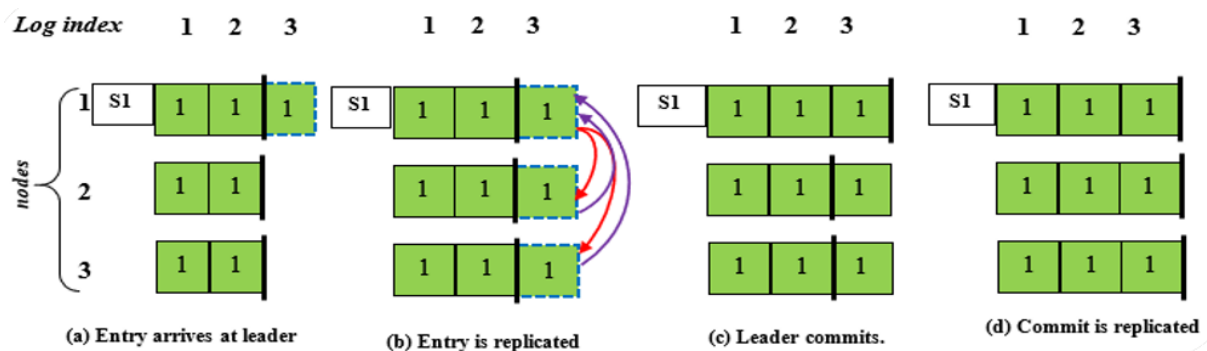 Log index 1 2 3 1 2 3 1 2 3 1 2 3
1 S1 1 1 1 S1 1 1 1 S1 1 1 1 S1 1 1 1
nodes
2 1 1 1 1 1 1 1 1 1 1 1
3 1 1 1 1 1 1 1 1 1 1 1
(a) Entry arrives at leader (b) Entry is replicated (c) Leader commits. (d) Commit is replicated